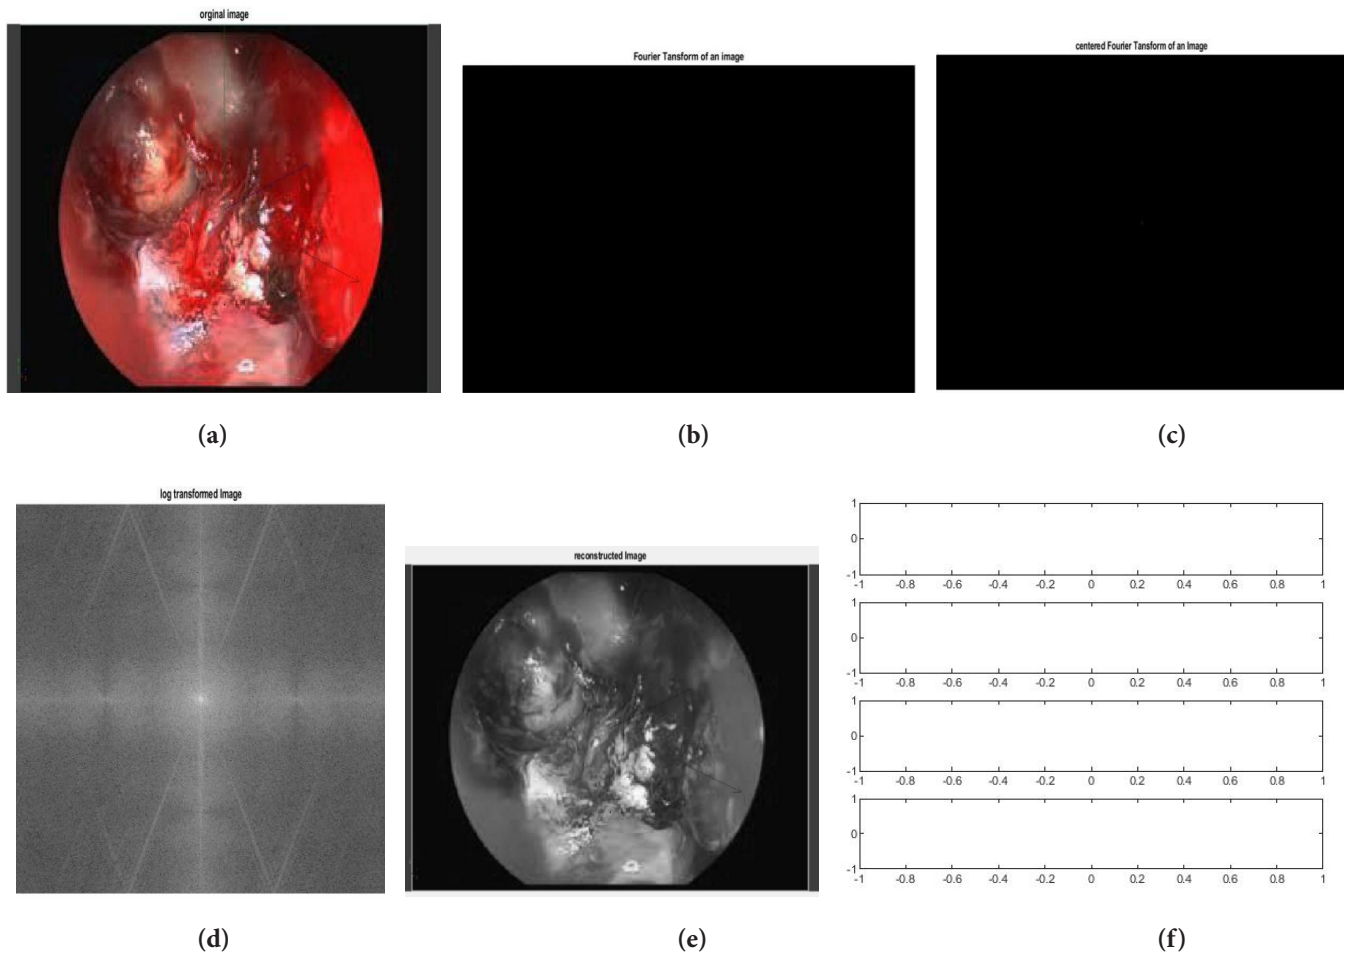 orginal image
Fourier Tansform of an image
centered Fourier Tansform of an Image
(a)
(b)
(c)
log transformed Image
reconstructed Image
1
0
-1
-1 -0.8 -0.6 -0.4 -0.2 0 0.2 0.4 0.6 0.8 1
1
0
-1
-1 -0.8 -0.6 -0.4 -0.2 0 0.2 0.4 0.6 0.8 1
1
0
-1
-1 -0.8 -0.6 -0.4 -0.2 0 0.2 0.4 0.6 0.8 1
1
0
-1
-1 -0.8 -0.6 -0.4 -0.2 0 0.2 0.4 0.6 0.8 1
(d)
(e)
(f)